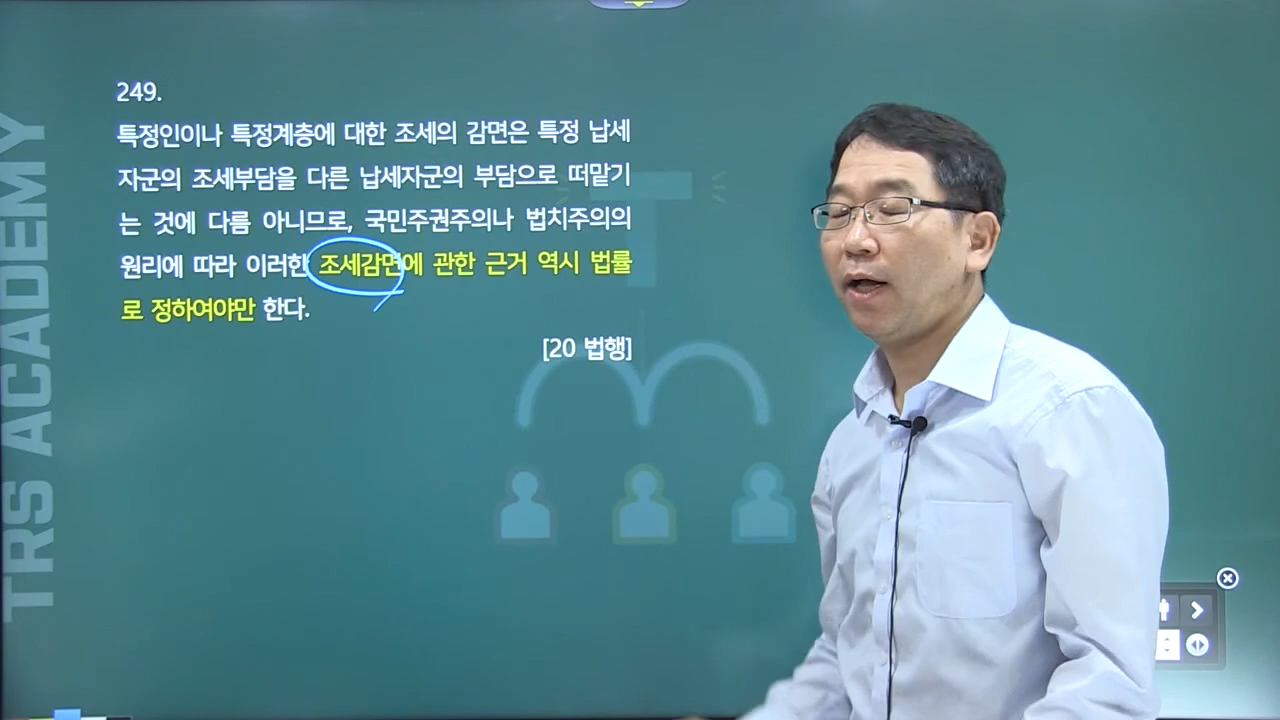 249.
특정인이나 특정계층에 대한 조세의 감면은 특정 납세
자군의 조세부담을 다른 납세자군의 부담으로 떠맡기
는 것에 다름 아니므로, 국민주권주의나 법치주의의
원리에 따라 이러한 조세감면에 관한 근거 역시 법률
로 정하여야만 한다.
[20 법행]
TRS ACADEMY